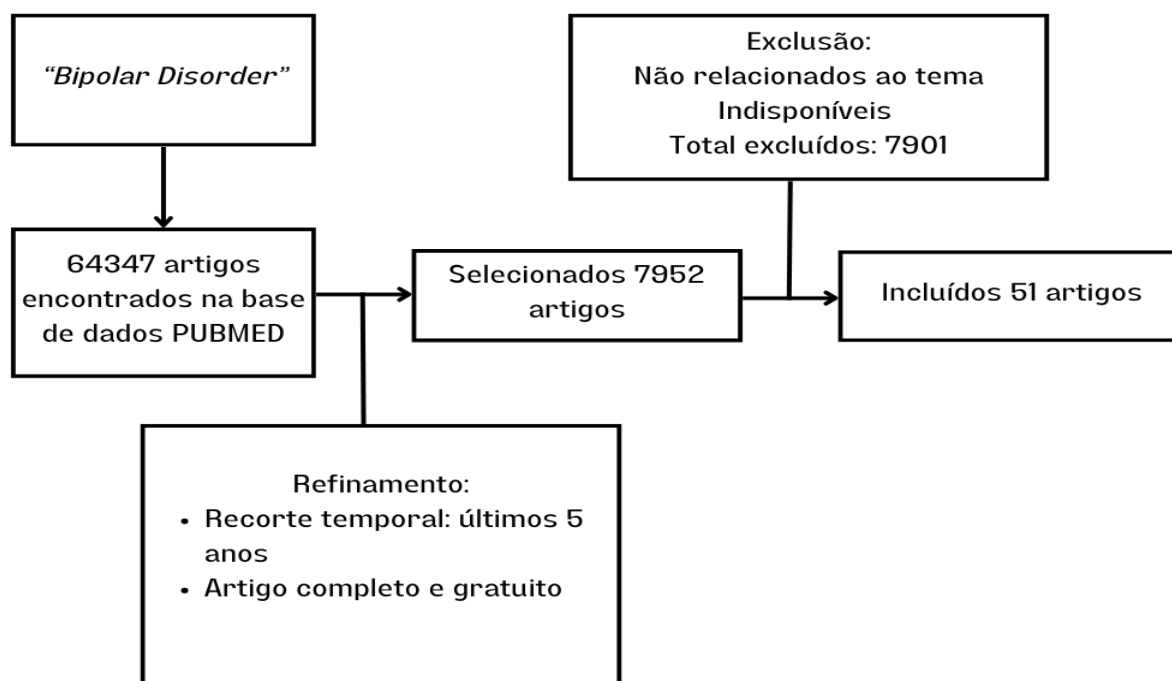 “Bipolar Disorder”
Exclusão:
Não relacionados ao tema
Indisponíveis
Total excluídos: 7901
64347 artigos
encontrados na base
de dados PUBMED
Selecionados 7952
artigos
Incluídos 51 artigos
Refinamento:
• Recorte temporal: últimos 5
anos
• Artigo completo e gratuito